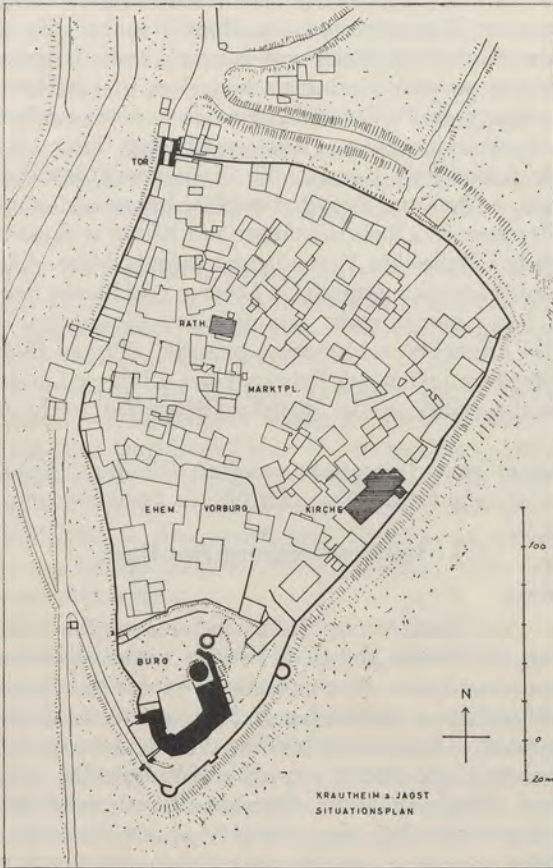 TOR
RATH.
MARKTPL.
EHEM. VORBURG
KIRCHE
BURG
100
N
0
20m
KRAUTHEIM a. JAGST
SITUATIONSPLAN